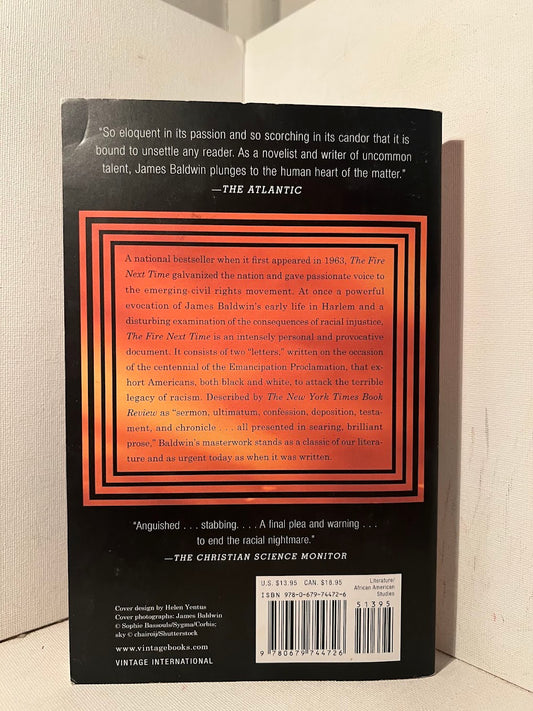 "So eloquent in its passion and so scorching in its candor that it is
bound to unsettle any reader. As a novelist and writer of uncommon
talent, James Baldwin plunges to the human heart of the matter."
—THE ATLANTIC
A national bestseller when it first appeared in 1963, The Fire
Next Time galvanized the nation and gave passionate voice to
the emerging civil rights movement. At once a powerful
evocation of James Baldwin's early life in Harlem and a
disturbing examination of the consequences of racial injustice,
The Fire Next Time is an intensely personal and provocative
document. It consists of two "letters," written on the occasion
of the centennial of the Emancipation Proclamation, that ex-
hort Americans, both black and white, to attack the terrible
legacy of racism. Described by The New York Times Book
Review as "sermon, ultimatum, confession, deposition, testa-
ment, and chronicle . . . all presented in searing, brilliant
prose," Baldwin's masterwork stands as a classic of our litera-
ture and as urgent today as when it was written.
"Anguished . . . stabbing. . . . A final plea and warning . . .
to end the racial nightmare."
—THE CHRISTIAN SCIENCE MONITOR
U.S. $13.95 CAN. $16.95
Literature/
African American
Studies
ISBN 978-0-679-74472-6
51395
9 780679 744726
Cover design by Helen Yentus
Cover photographs: James Baldwin
© Sophie Bassouls/Sygma/Corbis;
sky © chairoij/Shutterstock
www.vintagebooks.com
VINTAGE INTERNATIONAL